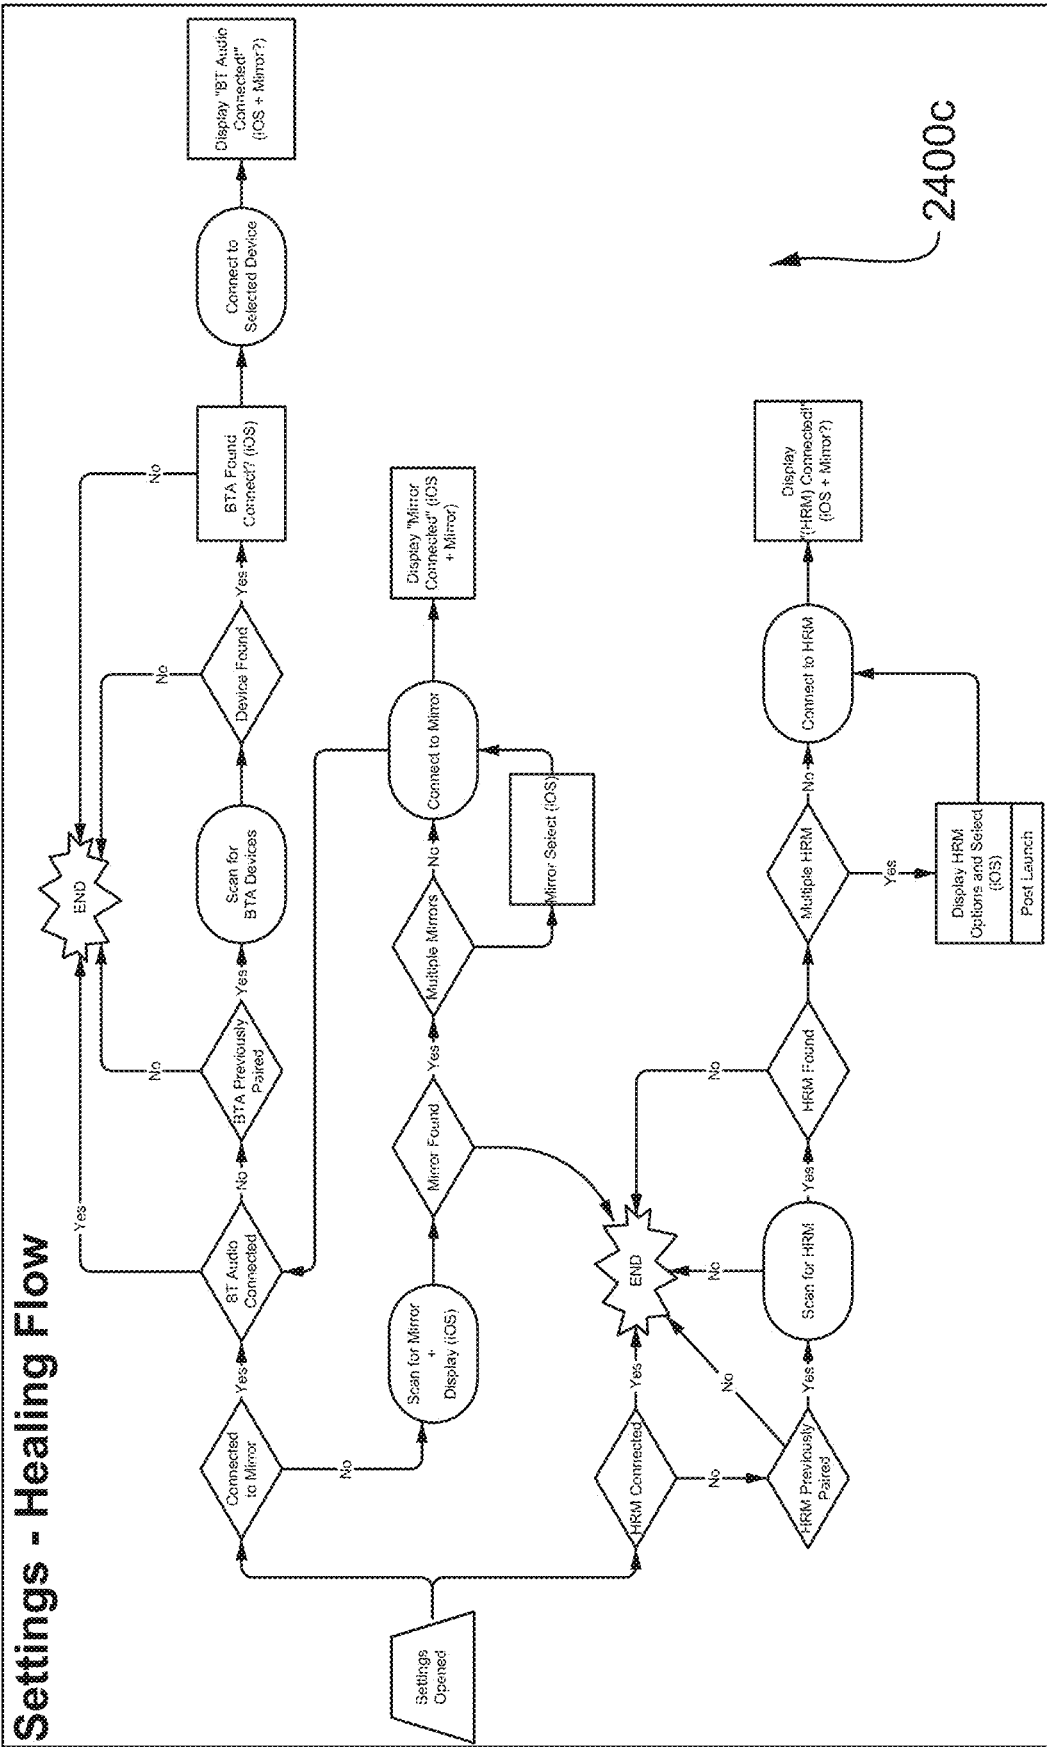 Settings - Healing Flow
Settings
Opened
Connected
to Mirror
Yes
No
BT Audio
Connected
Yes
No
BTA Previously
Paired
No
Yes
Scan for
BTA Devices
END
Device Found
No
Yes
BTA Found
Connect? (iOS)
No
Connect to
Selected Device
Display "BT Audio
Connected!"
(iOS + Mirror?)
Scan for Mirror
+
Display (iOS)
Mirror Found
Yes
Multiple Mirrors
No
Mirror Select (iOS)
Connect to Mirror
Display "Mirror
Connected" (iOS
+ Mirror)
HRM Connected
Yes
No
END
HRM Previously
Paired
No
Yes
Scan for HRM
No
Yes
HRM Found
No
Multiple HRM
No
Yes
Display HRM
Options and Select
(iOS)
Post Launch
Connect to HRM
Display
"(HRM) Connected!"
(iOS + Mirror?)
2400c